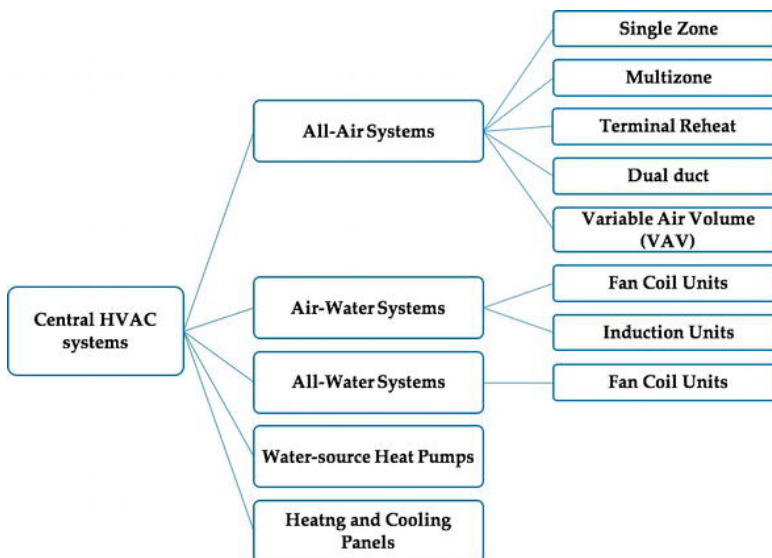 Single Zone
Multizone
All-Air Systems
Terminal Reheat
Dual duct
Variable Air Volume
(VAV)
Central HVAC
systems
Air-Water Systems
Fan Coil Units
Induction Units
All-Water Systems
Fan Coil Units
Water-source Heat Pumps
Heatng and Cooling
Panels